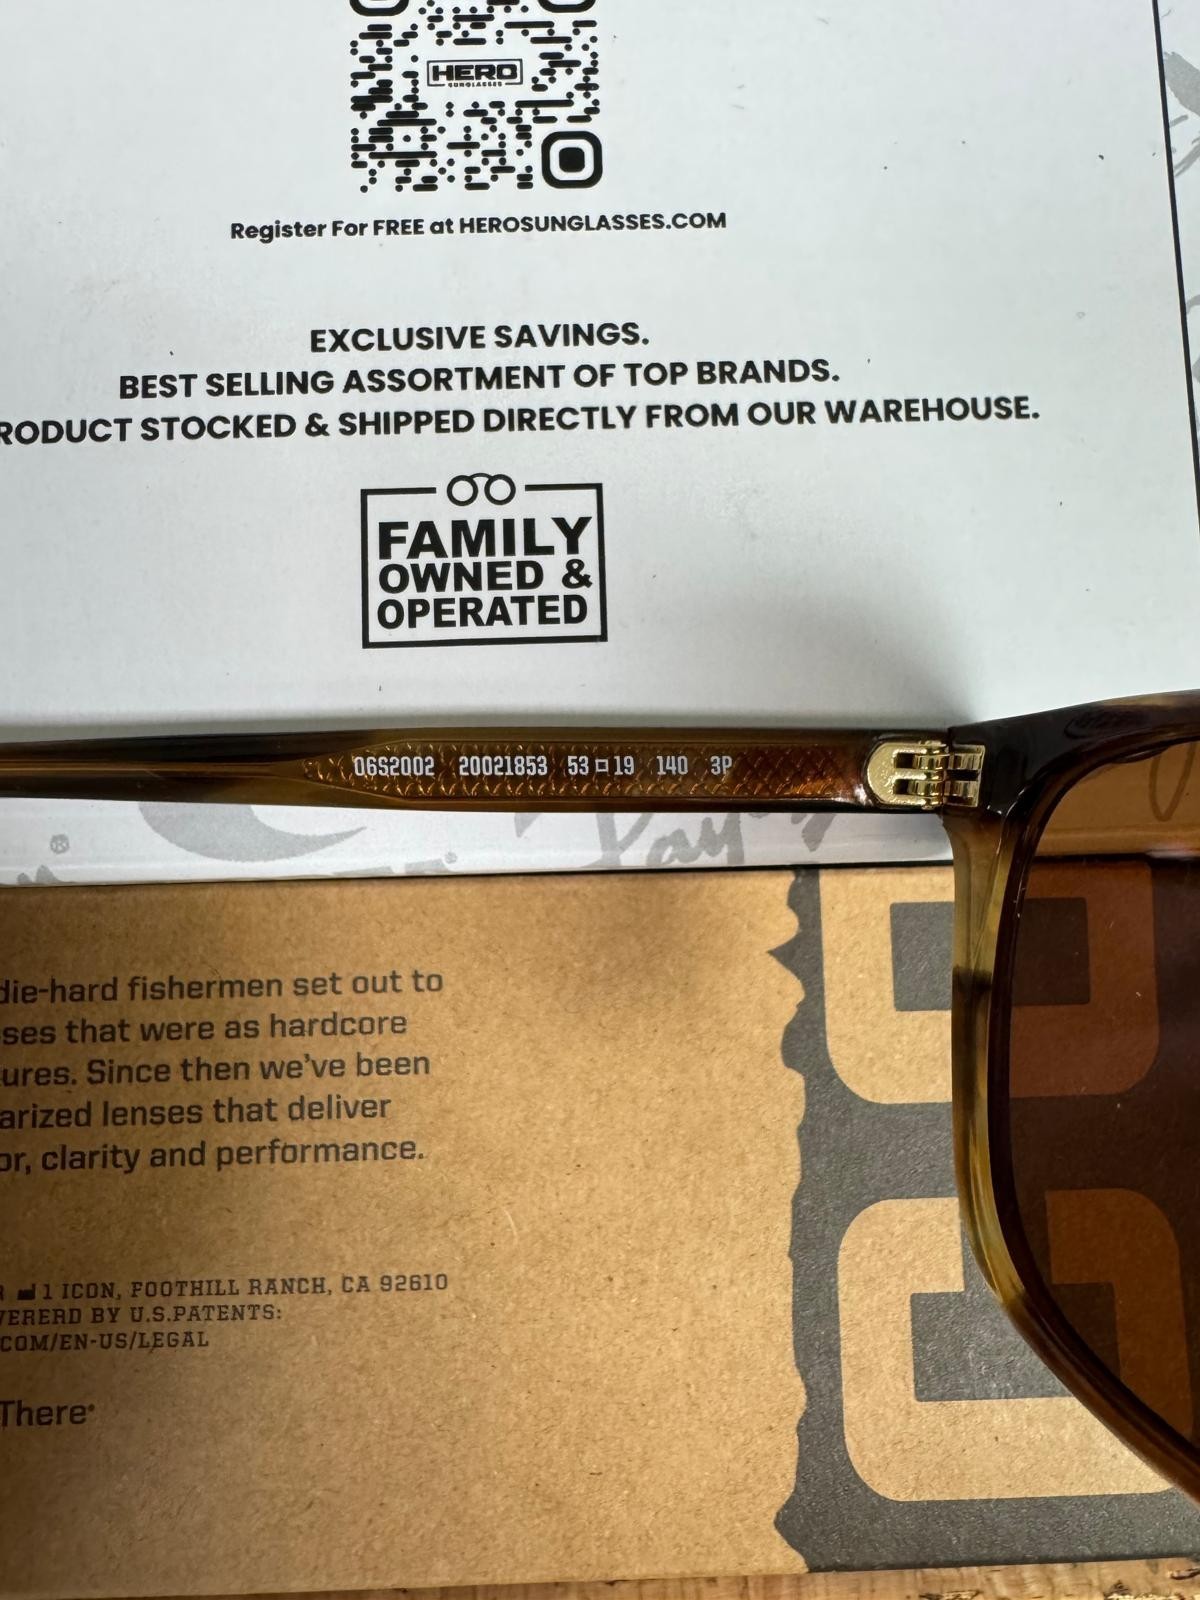 HERO
SUNGLASSES
Register For FREE at HEROSUNGLASSES.COM
EXCLUSIVE SAVINGS.
BEST SELLING ASSORTMENT OF TOP BRANDS.
RODUCT STOCKED & SHIPPED DIRECTLY FROM OUR WAREHOUSE.
FAMILY
OWNED &
OPERATED
06S2002 20021853 53□19 140 3P
die-hard fishermen set out to
ses that were as hardcore
ures. Since then we've been
arized lenses that deliver
or, clarity and performance.
R 1 ICON, FOOTHILL RANCH, CA 92610
VERERD BY U.S.PATENTS:
COM/EN-US/LEGAL
There